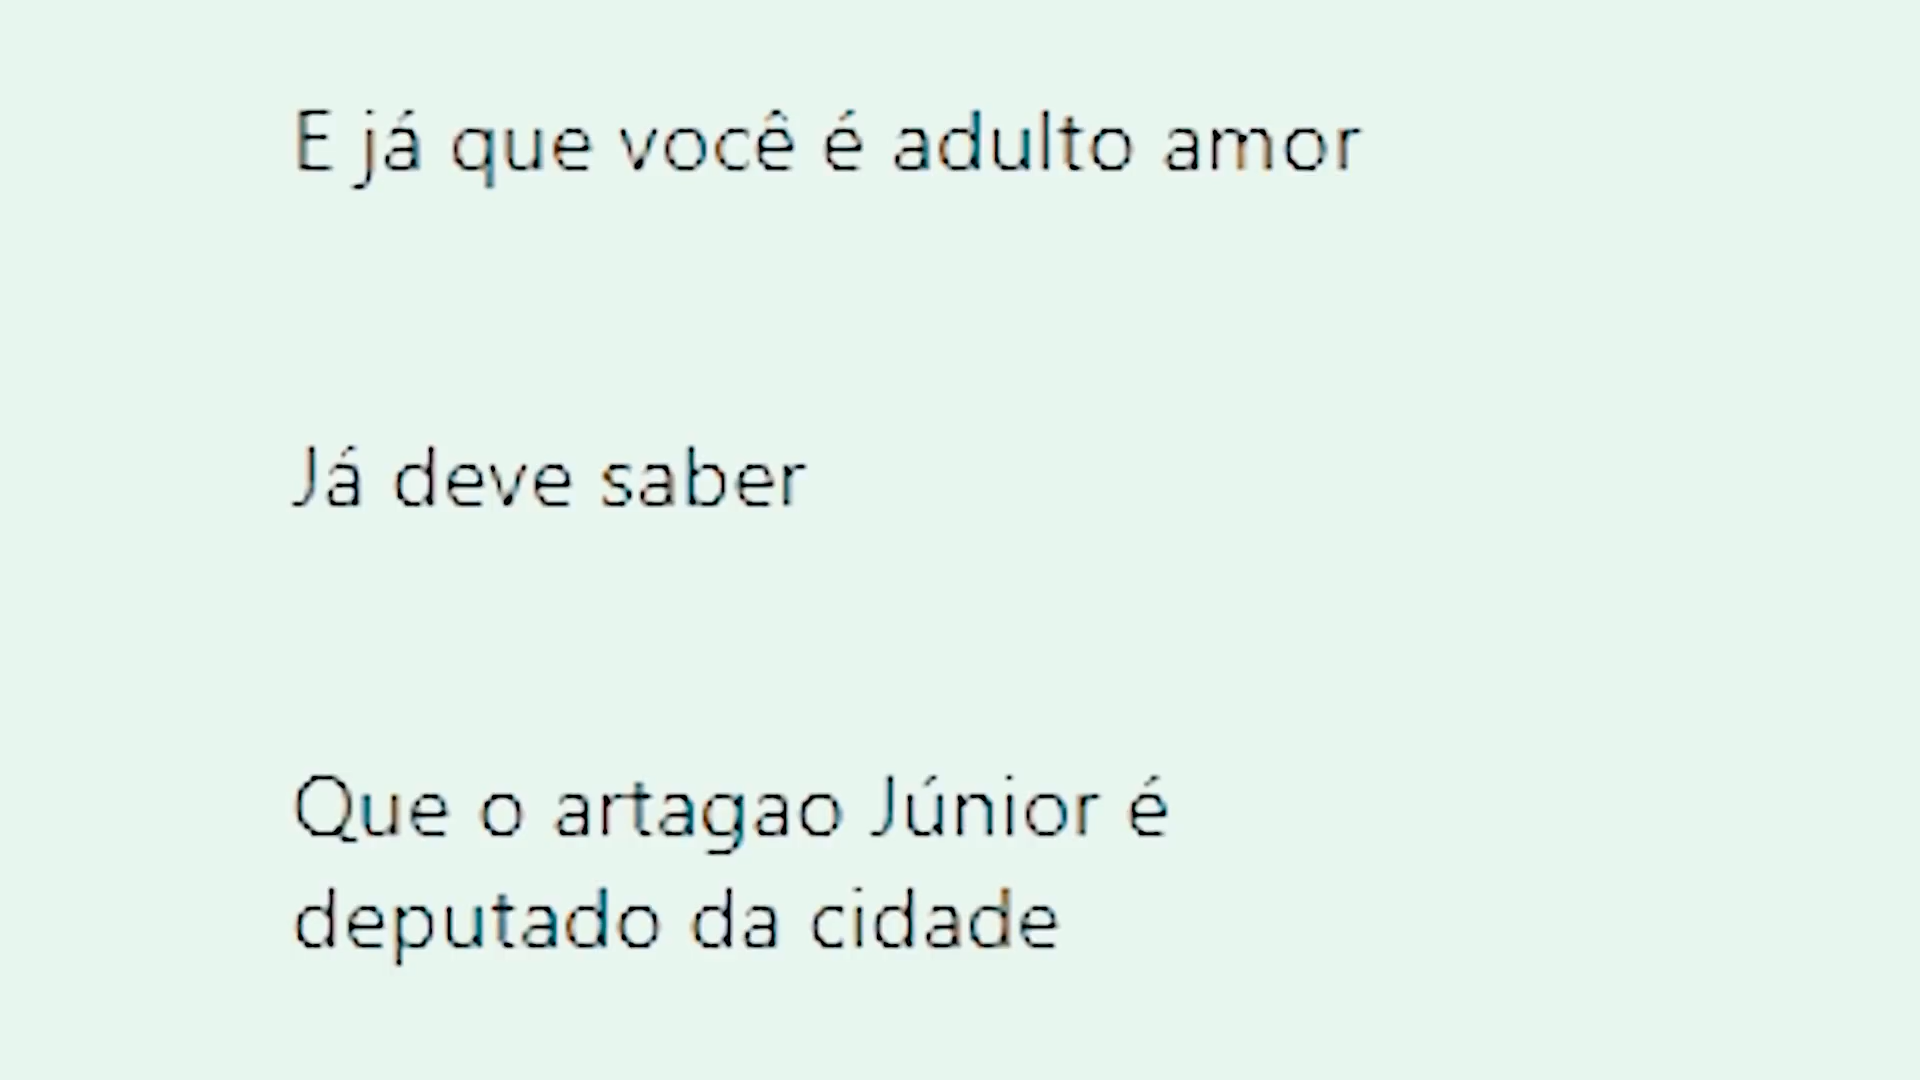 E já que você é adulto amor
Já deve saber
Que o artagao Júnior é
deputado da cidade